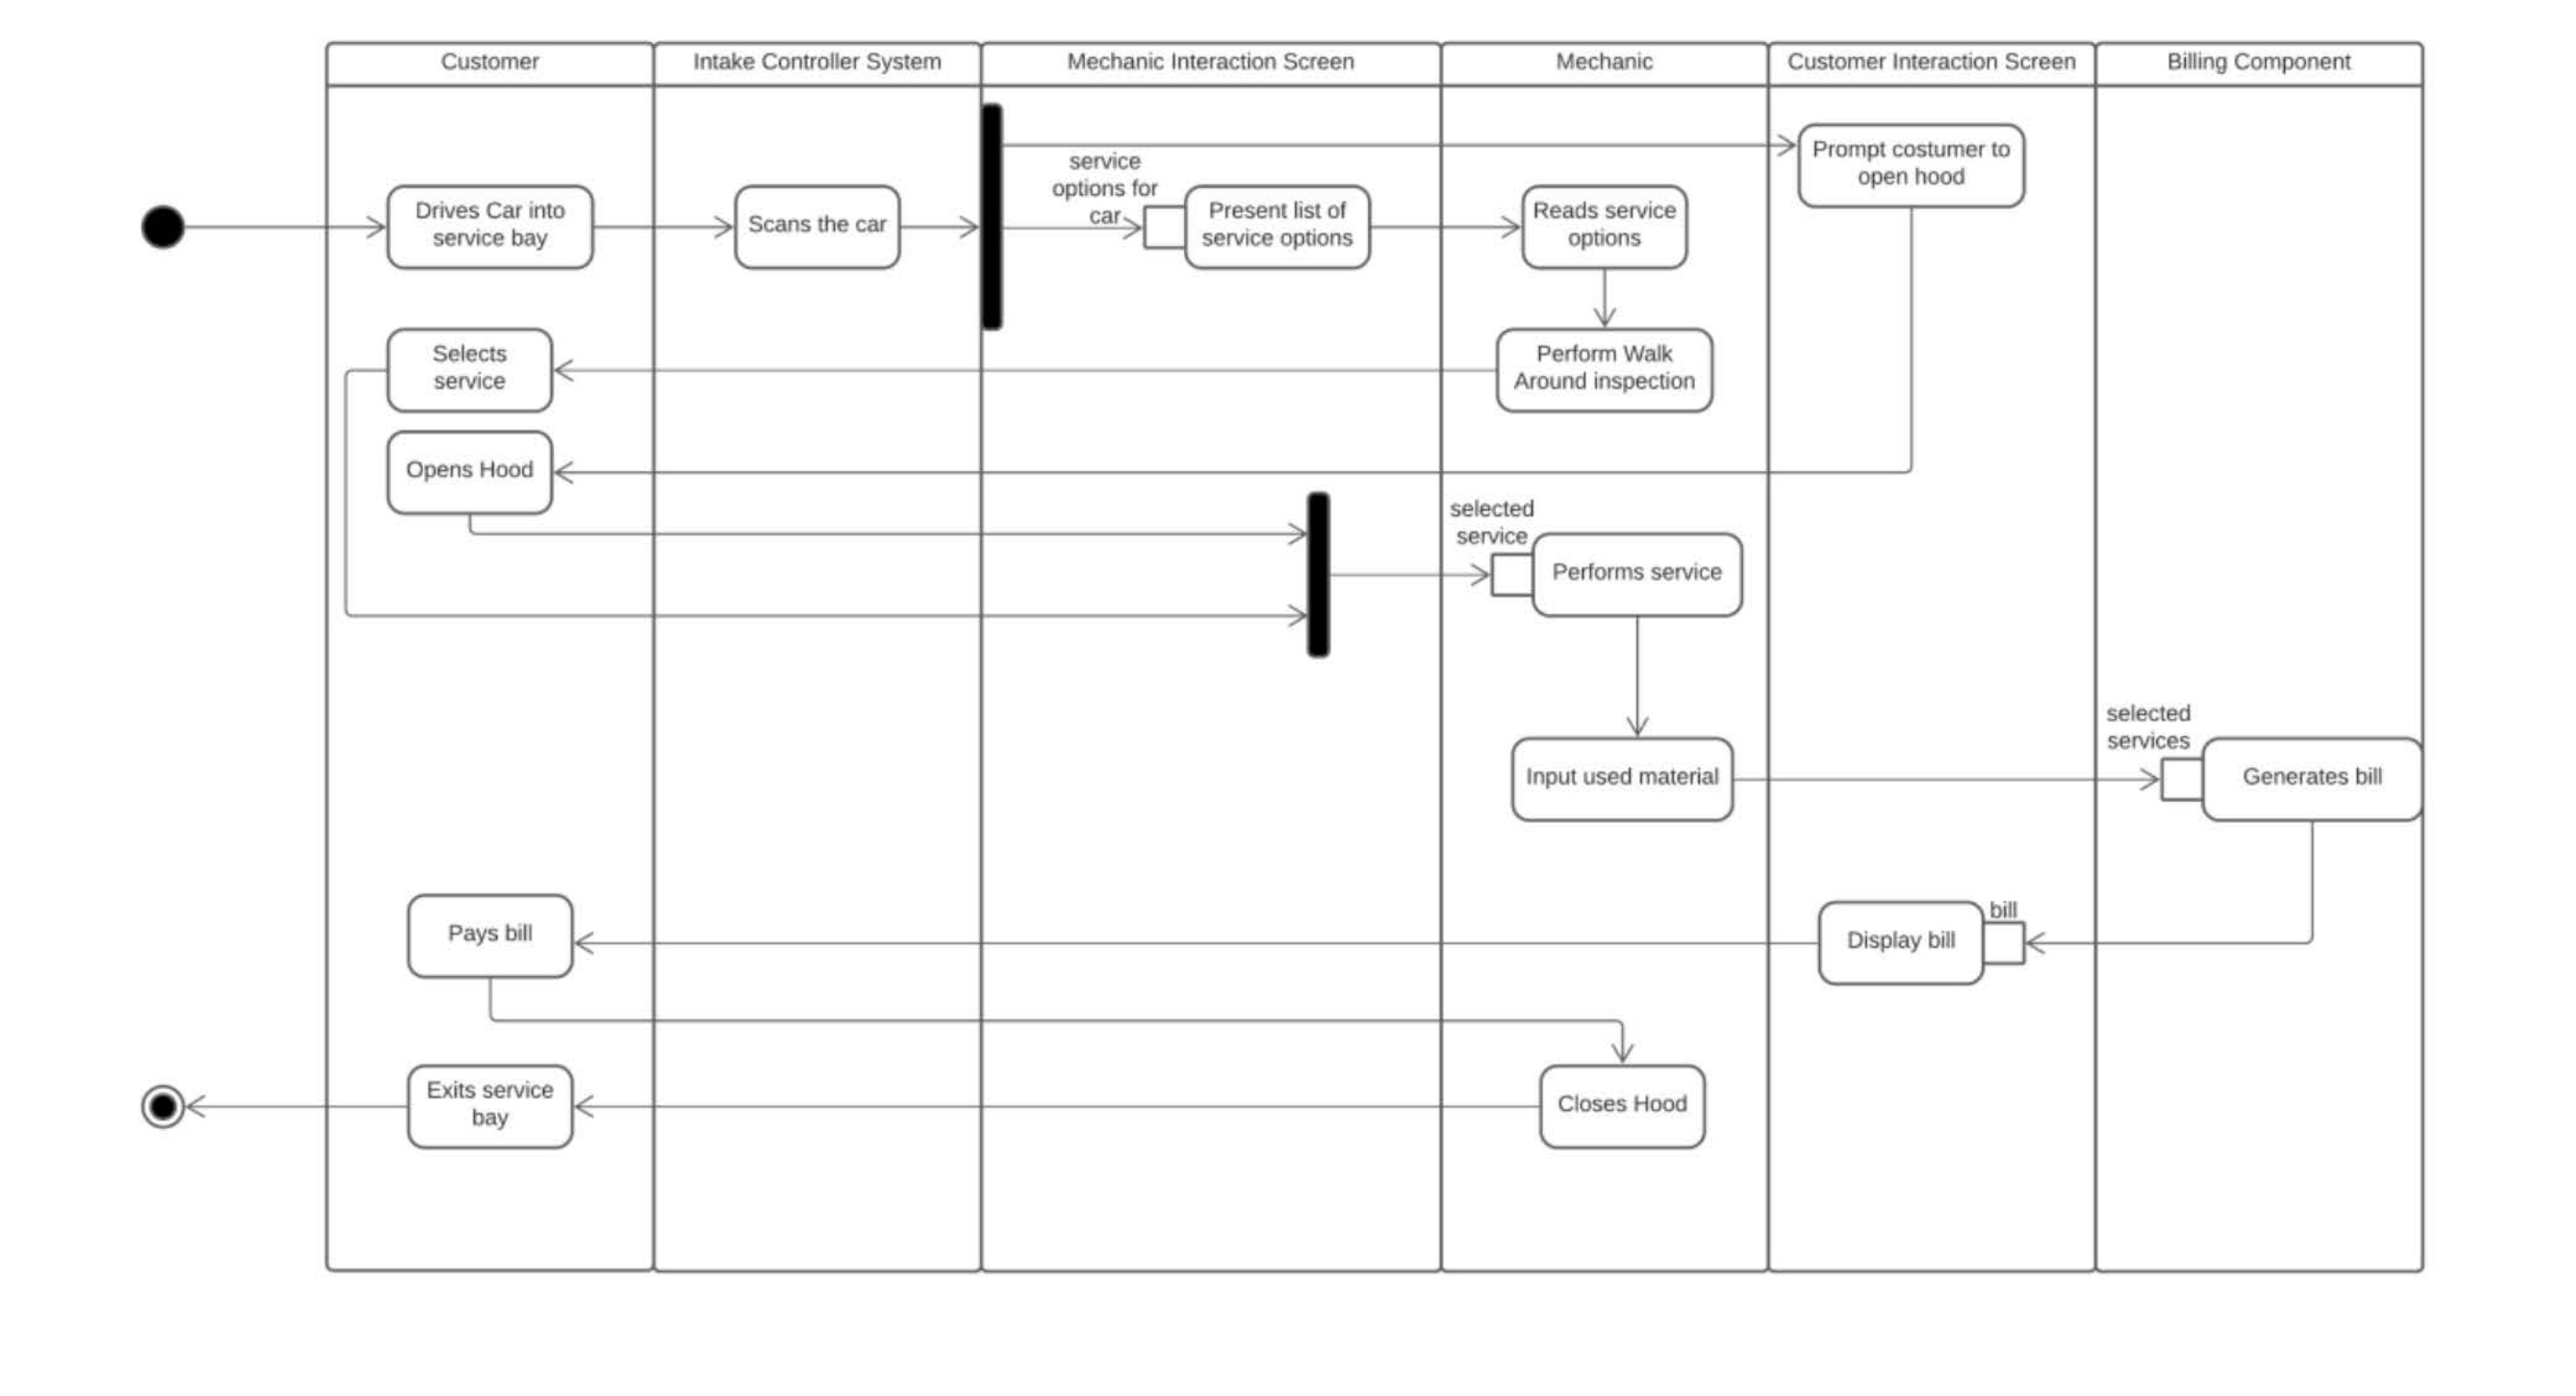 Customer
Intake Controller System
Mechanic Interaction Screen
Mechanic
Customer Interaction Screen
Billing Component
Drives Car into
service bay
Scans the car
service
options for
car
Present list of
service options
Reads service
options
Prompt costumer to
open hood
Selects
service
Perform Walk
Around inspection
Opens Hood
selected
service
Performs service
Input used material
selected
services
Generates bill
Pays bill
Display bill
bill
Exits service
bay
Closes Hood